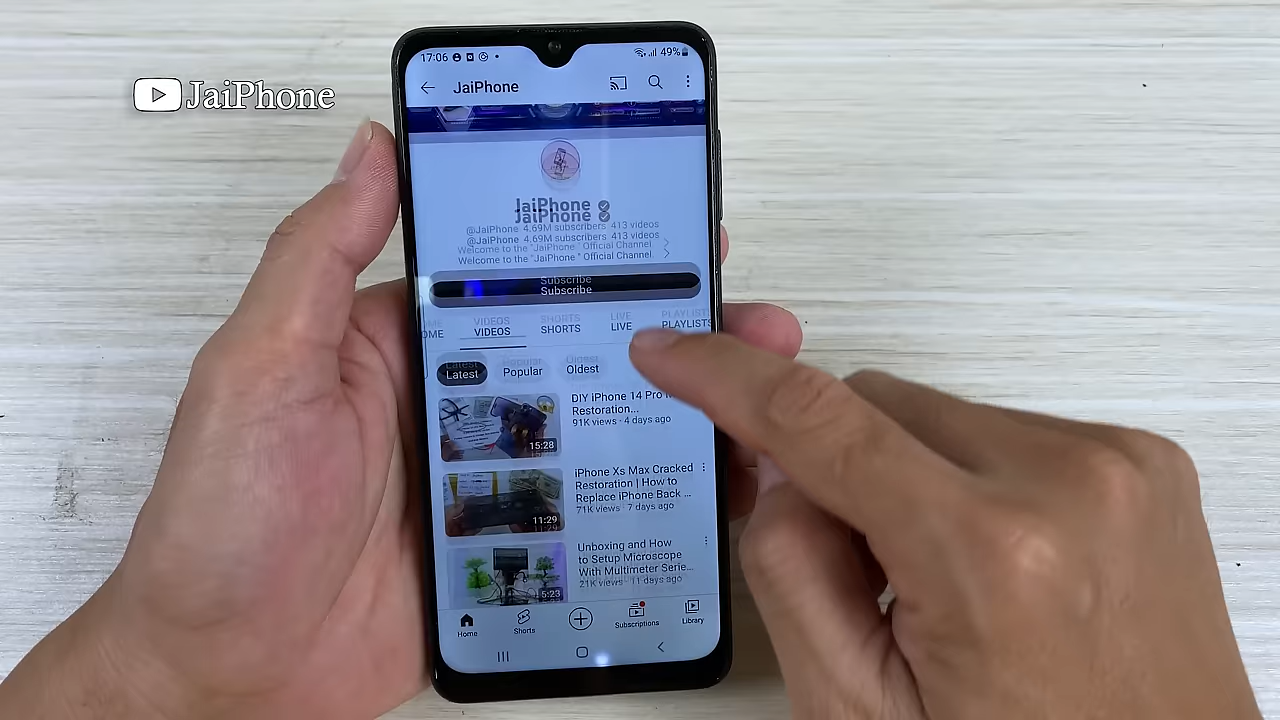 JaiPhone
17:06
49%
JaiPhone
JaiPhone
@JaiPhone 4.69M subscribers 413 videos
Welcome to the "JaiPhone" Official Channel.
Subscribe
OME VIDEOS SHORTS LIVE PLAYLISTS
Latest Popular Oldest
DIY iPhone 14 Pro
Restoration...
91K views · 4 days ago
15:28
iPhone Xs Max Cracked
Restoration | How to
Replace iPhone Back ...
71K views · 7 days ago
11:29
Unboxing and How
to Setup Microscope
With Multimeter Serie...
21K views · 11 days ago
5:23
Home Shorts Subscriptions Library